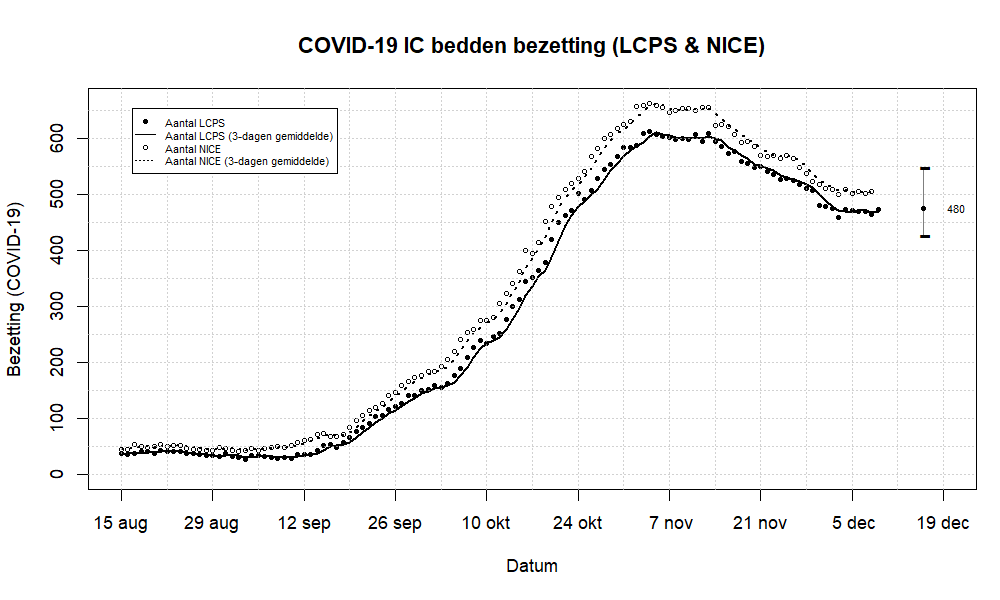 COVID-19 IC bedden bezetting (LCPS & NICE)
Aantal LCPS
Aantal LCPS (3-dagen gemiddelde)
Aantal NICE
Aantal NICE (3-dagen gemiddelde)
600
500
400
300
200
100
0
Bezetting (COVID-19)
480
15 aug 29 aug 12 sep 26 sep 10 okt 24 okt 7 nov 21 nov 5 dec 19 dec
Datum